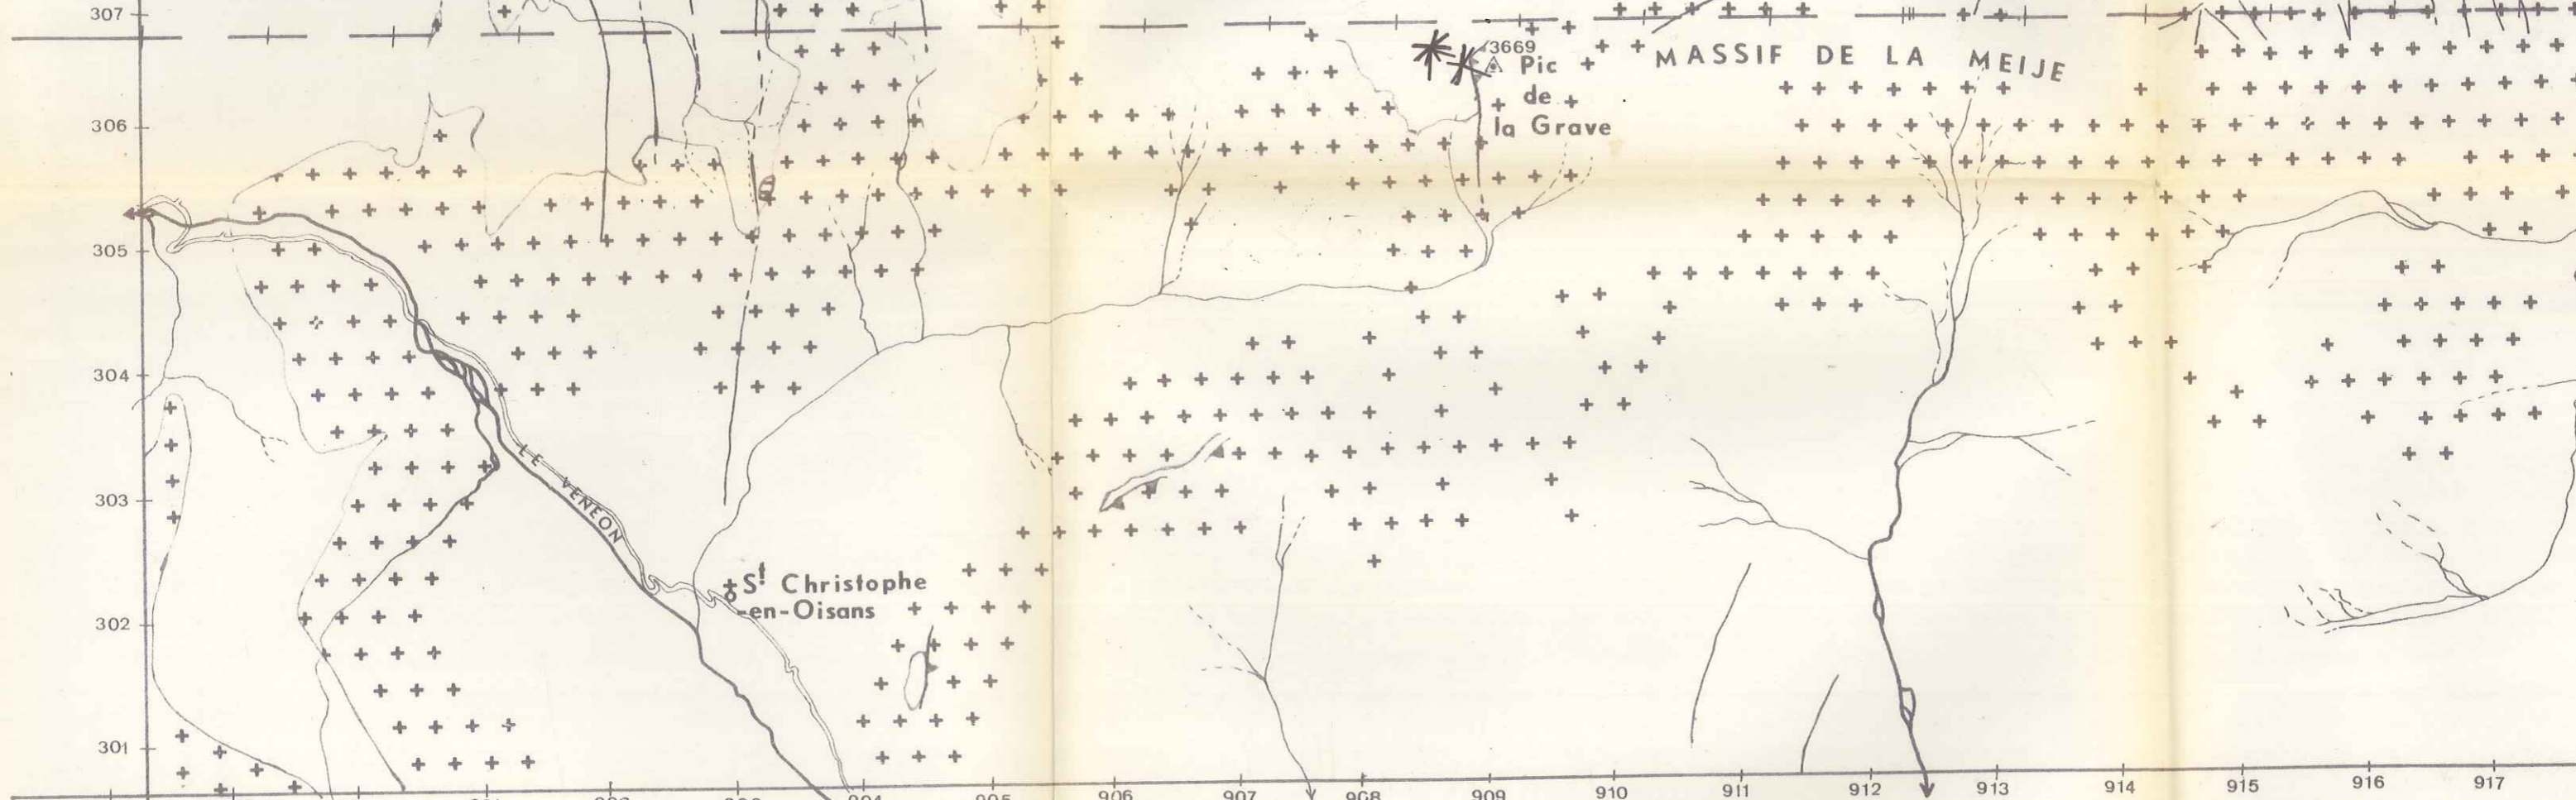 307
3669
Pic
de
la Grave
MASSIF DE LA MEIJE
306
305
304
303
LE VENEON
St Christophe
-en-Oisans
302
301
904 905 906 907 908 909 910 911 912 913 914 915 916 917